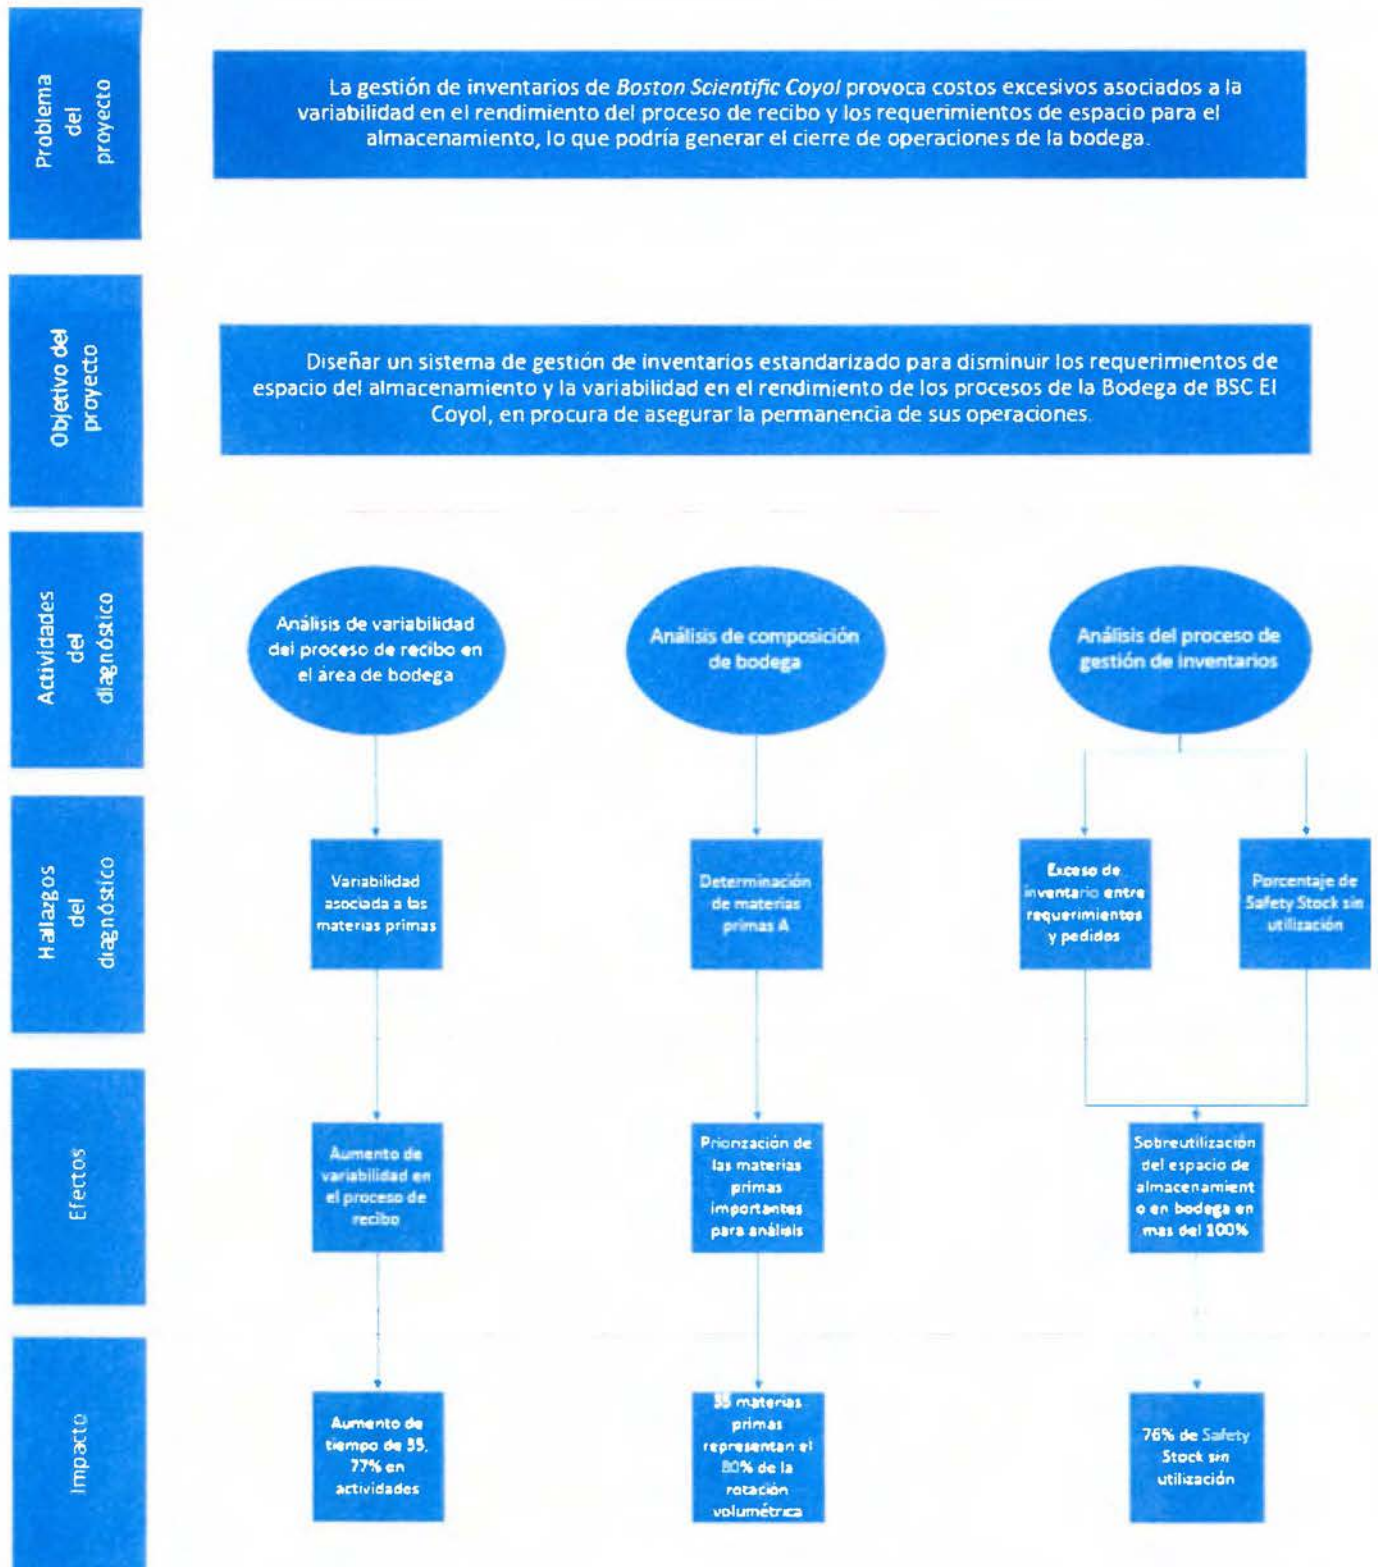 Problema
del
proyecto
La gestión de inventarios de Boston Scientific Coyol provoca costos excesivos asociados a la
variabilidad en el rendimiento del proceso de recibo y los requerimientos de espacio para el
almacenamiento, lo que podría generar el cierre de operaciones de la bodega.
Objetivo del
proyecto
Diseñar un sistema de gestión de inventarios estandarizado para disminuir los requerimientos de
espacio del almacenamiento y la variabilidad en el rendimiento de los procesos de la Bodega de BSC El
Coyol, en procura de asegurar la permanencia de sus operaciones.
Actividades
del
diagnóstico
Análisis de variabilidad
del proceso de recibo en
el área de bodega
Análisis de composición
de bodega
Análisis del proceso de
gestión de inventarios
Hallazgos
del
diagnóstico
Variabilidad
asociada a las
materias primas
Determinación
de materias
primas A
Exceso de
inventario entre
requerimientos
y pedidos
Porcentaje de
Safety Stock sin
utilización
Efectos
Aumento de
variabilidad en
el proceso de
recibo
Priorización de
las materias
primas
importantes
para análisis
Sobreutilización
del espacio de
almacenamient
o en bodega en
mas del 100%
Impacto
Aumento de
tiempo de
77% en
actividades
materias
primas
representan el
80% de la
rotación
volumétrica
76% de Safety
Stock sin
utilización